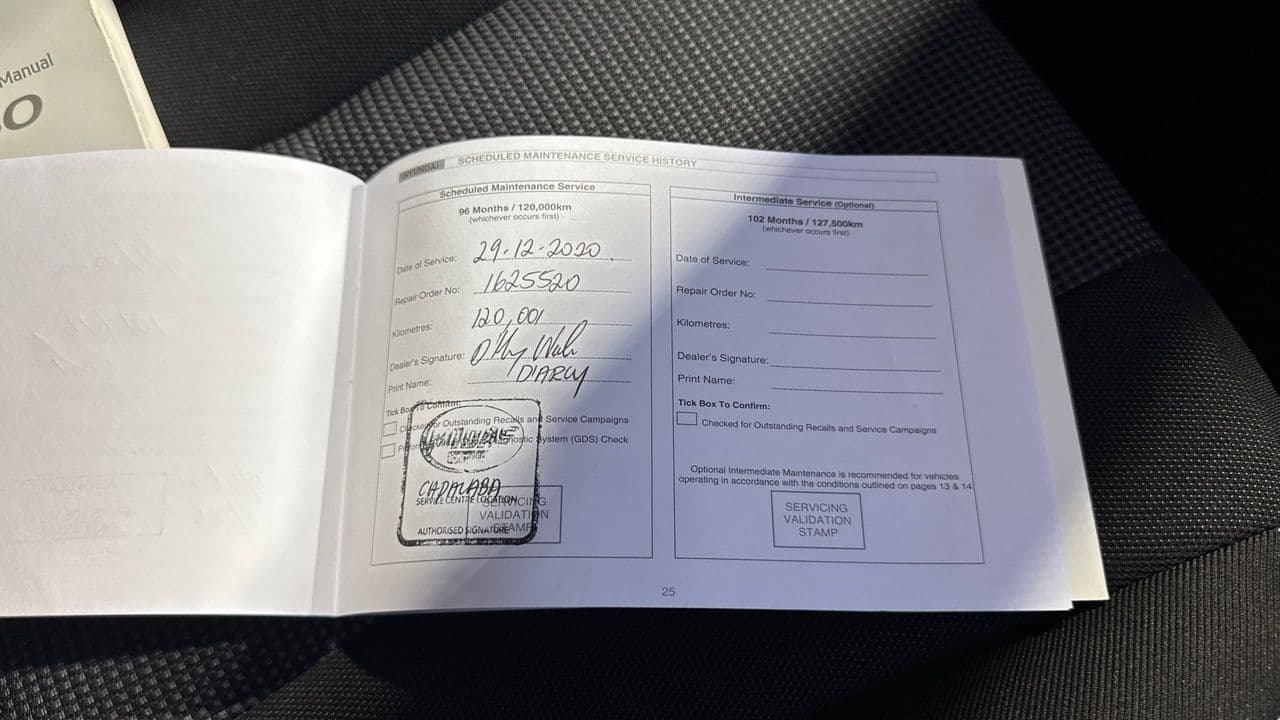 Manual
HYUNDAI SCHEDULED MAINTENANCE SERVICE HISTORY
Scheduled Maintenance Service
96 Months / 120,000km
(whichever occurs first)
Date of Service: 29.12.2020
Repair Order No: 1625520
Kilometres: 120,001
Dealer's Signature:
Print Name: D'ARCY
Tick Box To Confirm:
Checked for Outstanding Recalls and Service Campaigns
System (GDS) Check
SERVICE CENTRE LOCATION
SERVICING
VALIDATION
STAMP
AUTHORISED SIGNATURE
Intermediate Service (Optional)
102 Months / 127,500km
(whichever occurs first)
Date of Service:
Repair Order No:
Kilometres:
Dealer's Signature:
Print Name:
Tick Box To Confirm:
Checked for Outstanding Recalls and Service Campaigns
Optional Intermediate Maintenance is recommended for vehicles
operating in accordance with the conditions outlined on pages 13 & 14
SERVICING
VALIDATION
STAMP
25